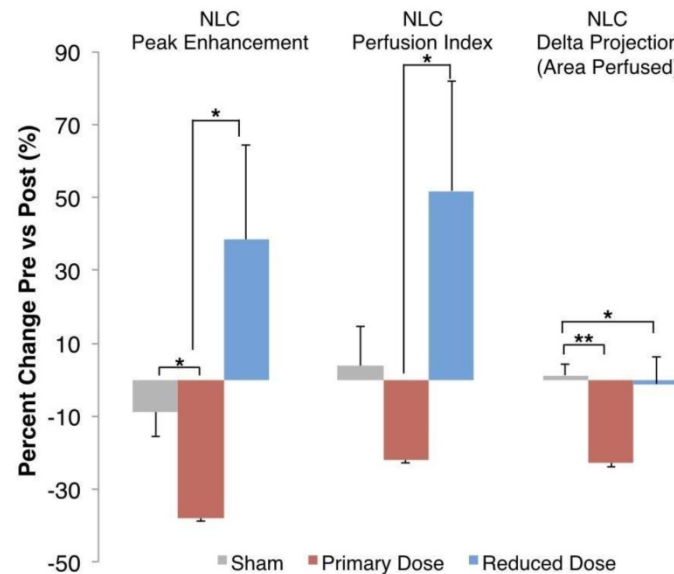 NLC
Peak Enhancement
NLC
Perfusion Index
NLC
Delta Projection
(Area Perfused)
Percent Change Pre vs Post (%)
90
70
50
30
10
-10
-30
-50
*
*
*
*
**
Sham Primary Dose Reduced Dose